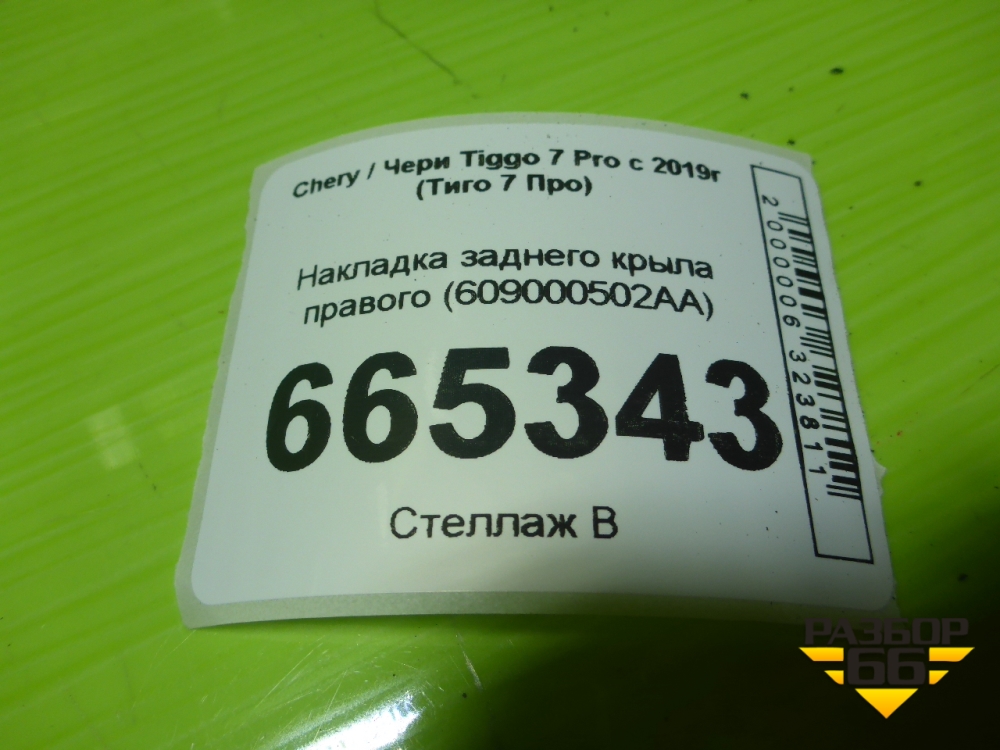 Chery / Чери Tiggo 7 Pro с 2019г
(Тиго 7 Про)
Накладка заднего крыла
правого (609000502AA)
665343
Стеллаж В
2000006323811
РАЗБОР
66